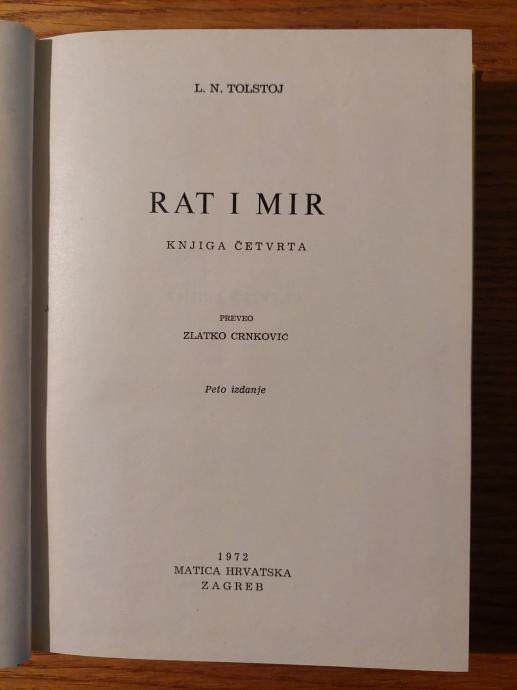 L. N. TOLSTOJ
RAT I MIR
KNJIGA ČETVRTA
PREVEO
ZLATKO CRNKOVIĆ
Peto izdanje
1972
MATICA HRVATSKA
ZAGREB